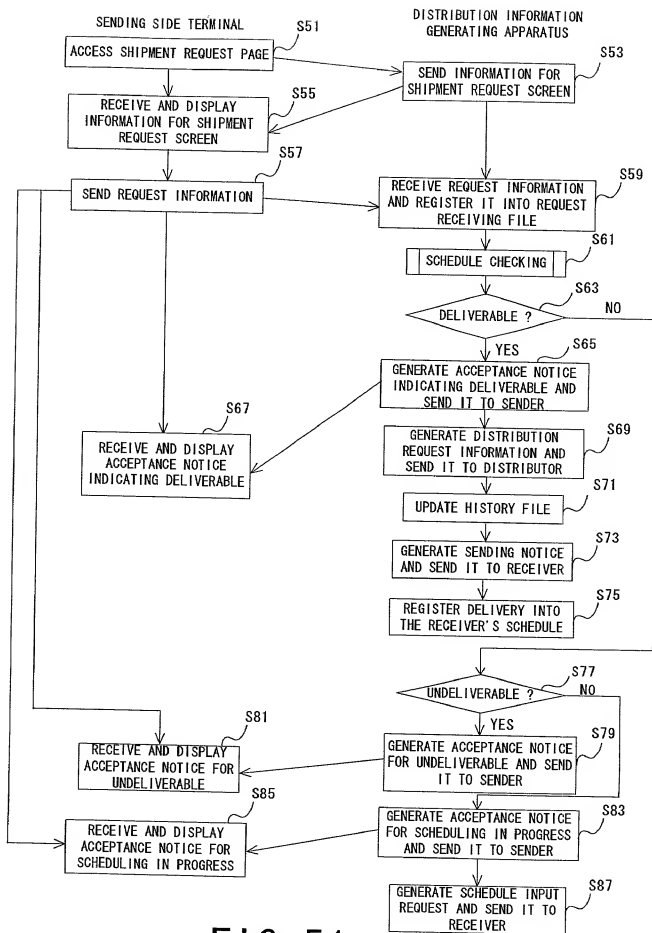 SENDING SIDE TERMINAL
DISTRIBUTION INFORMATION
GENERATING APPARATUS
S51
ACCESS SHIPMENT REQUEST PAGE
S53
SEND INFORMATION FOR
SHIPMENT REQUEST SCREEN
S55
RECEIVE AND DISPLAY
INFORMATION FOR SHIPMENT
REQUEST SCREEN
S57
SEND REQUEST INFORMATION
S59
RECEIVE REQUEST INFORMATION
AND REGISTER IT INTO REQUEST
RECEIVING FILE
S61
SCHEDULE CHECKING
S63
DELIVERABLE ?
NO
YES
S65
GENERATE ACCEPTANCE NOTICE
INDICATING DELIVERABLE AND
SEND IT TO SENDER
S67
RECEIVE AND DISPLAY
ACCEPTANCE NOTICE
INDICATING DELIVERABLE
S69
GENERATE DISTRIBUTION
REQUEST INFORMATION AND
SEND IT TO DISTRIBUTOR
S71
UPDATE HISTORY FILE
S73
GENERATE SENDING NOTICE
AND SEND IT TO RECEIVER
S75
REGISTER DELIVERY INTO
THE RECEIVER'S SCHEDULE
S77
UNDELIVERABLE ?
NO
YES
S79
GENERATE ACCEPTANCE NOTICE
FOR UNDELIVERABLE AND SEND
IT TO SENDER
S81
RECEIVE AND DISPLAY
ACCEPTANCE NOTICE FOR
UNDELIVERABLE
S83
GENERATE ACCEPTANCE NOTICE
FOR SCHEDULING IN PROGRESS
AND SEND IT TO SENDER
S85
RECEIVE AND DISPLAY
ACCEPTANCE NOTICE FOR
SCHEDULING IN PROGRESS
S87
GENERATE SCHEDULE INPUT
REQUEST AND SEND IT TO
RECEIVER